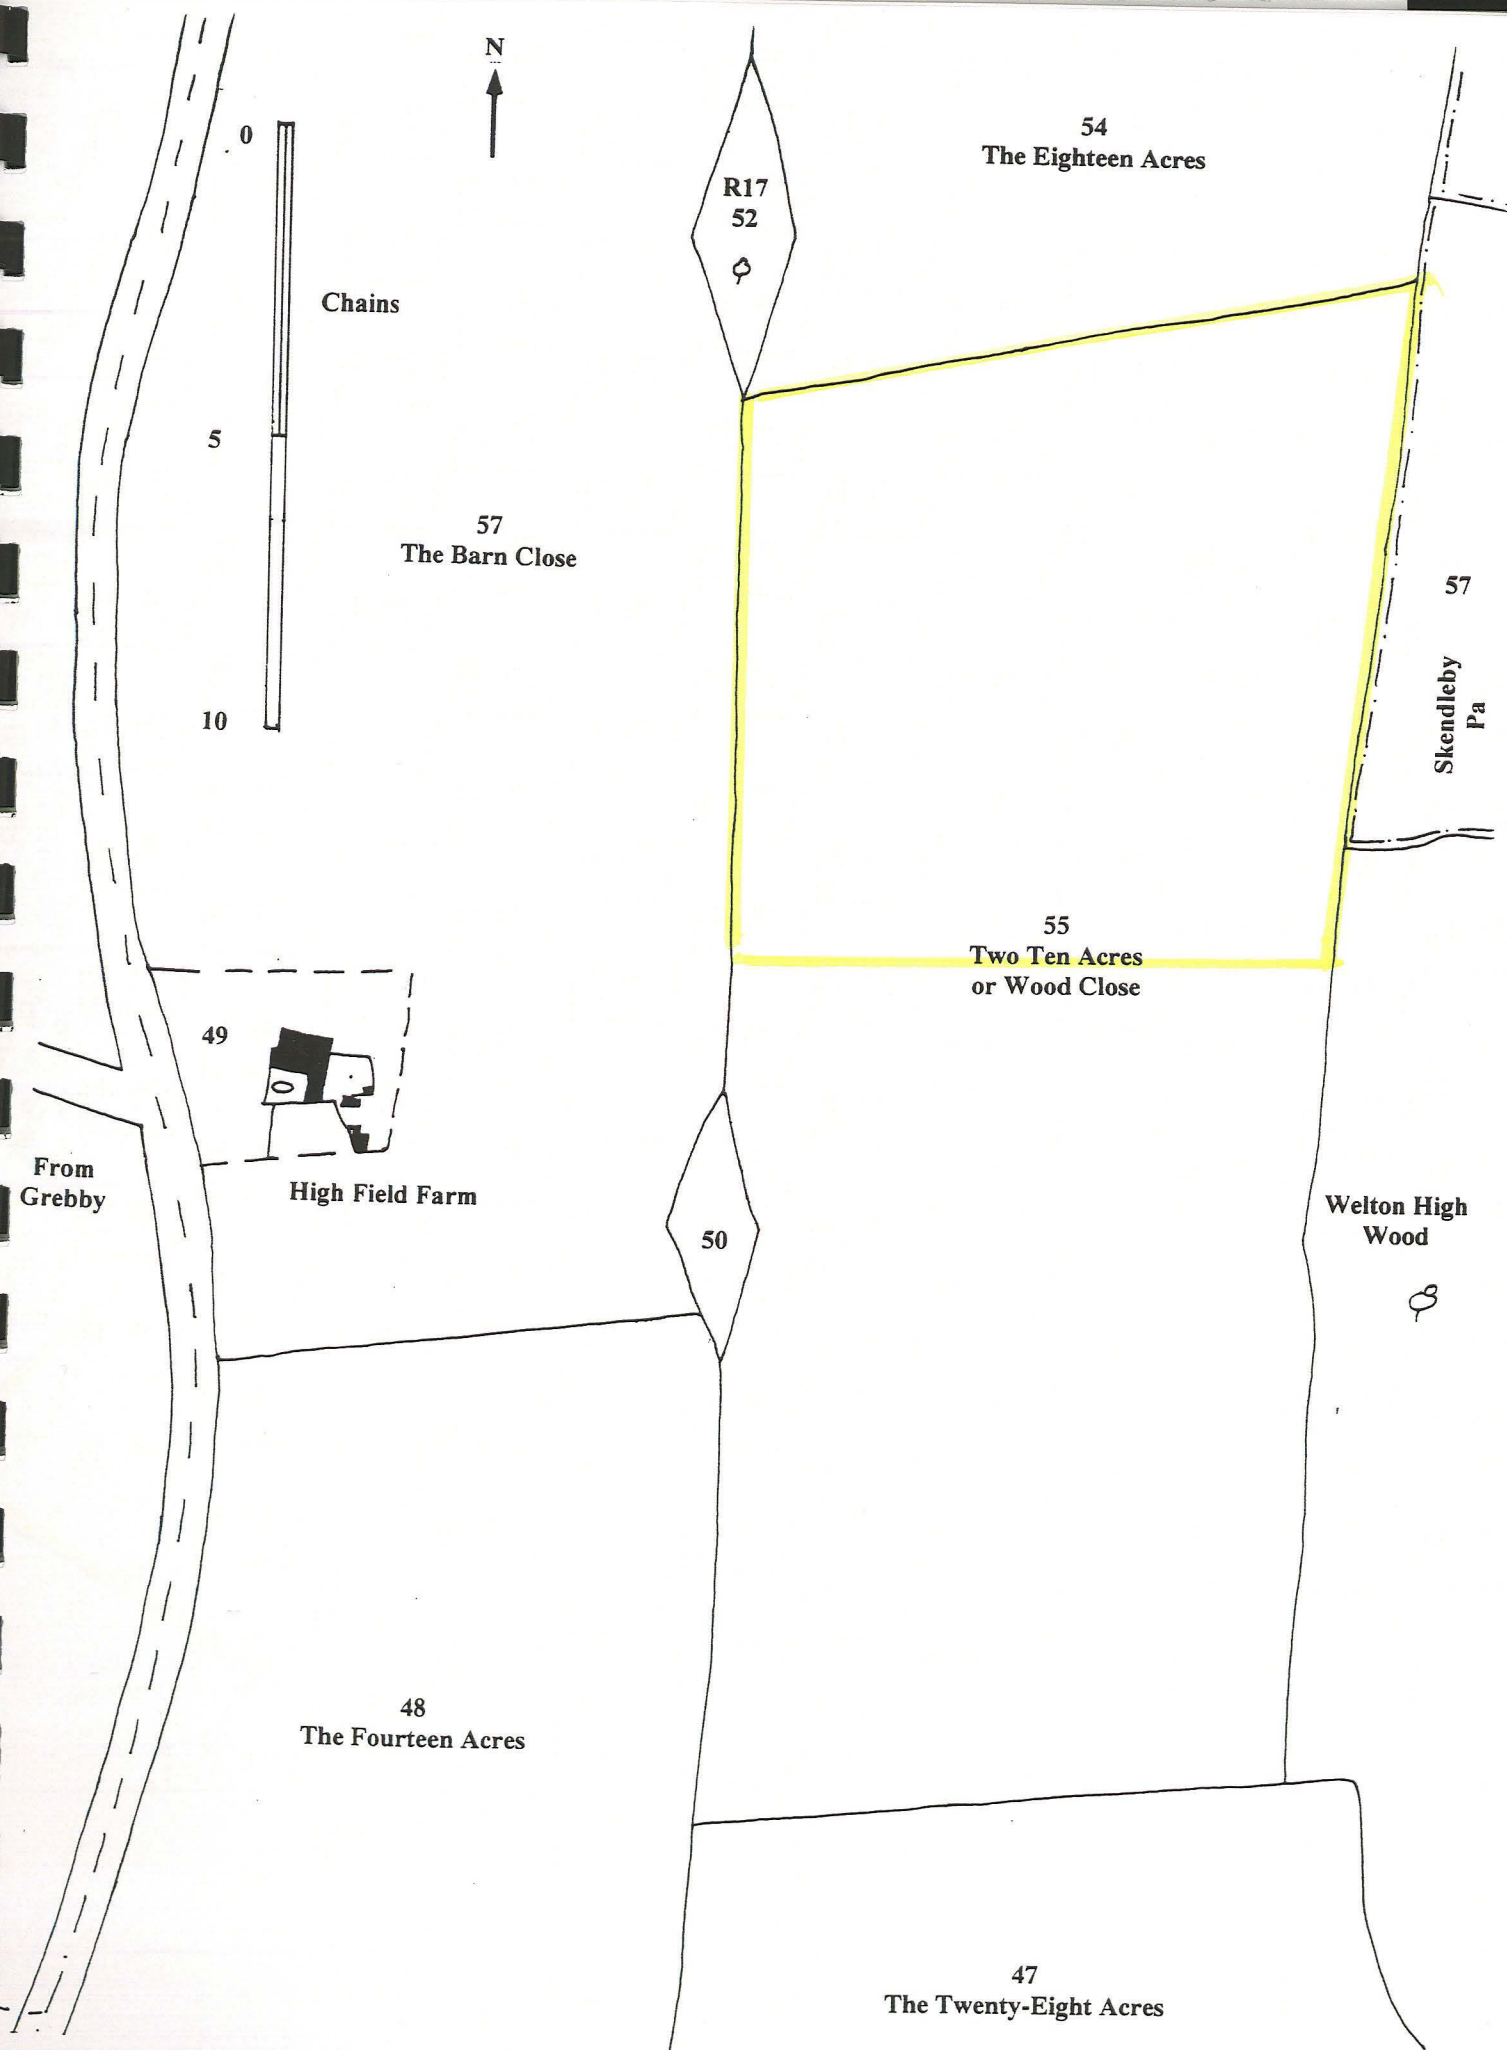 N
0
Chains
5
10
R17
52
54
The Eighteen Acres
57
The Barn Close
57
Skendleby
Pa
55
Two Ten Acres
or Wood Close
49
From
Grebby
High Field Farm
50
Welton High
Wood
48
The Fourteen Acres
47
The Twenty-Eight Acres